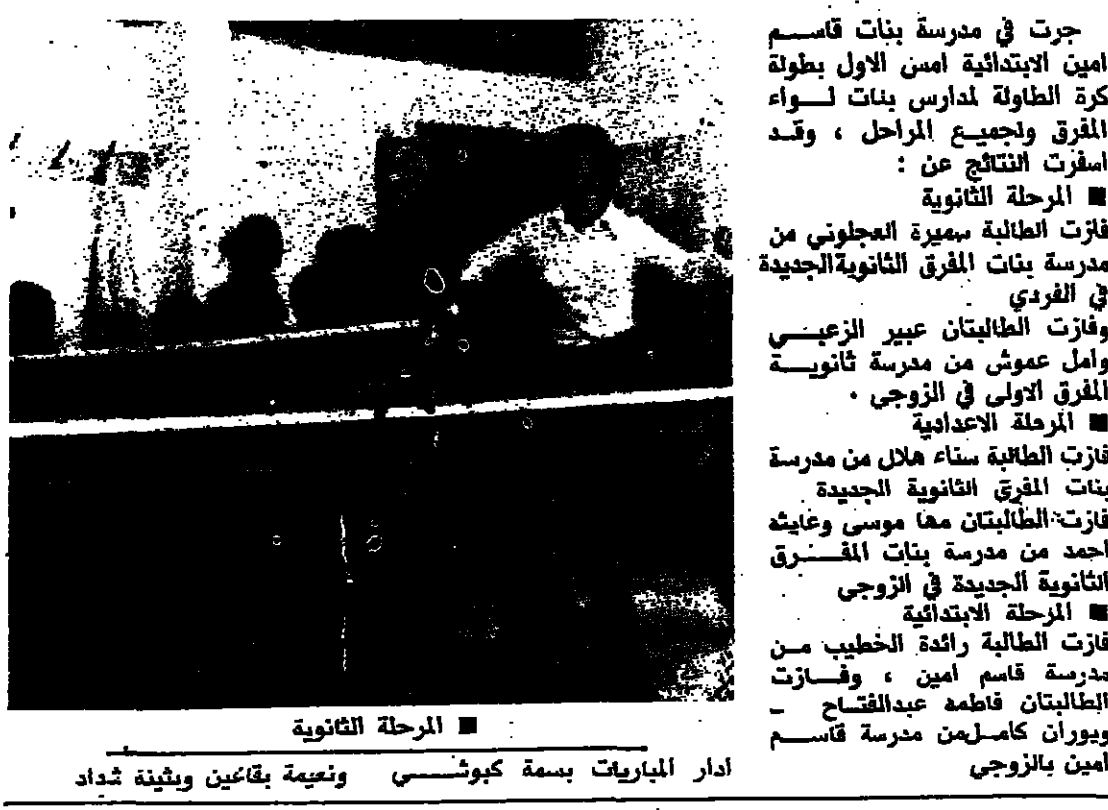 جرت في مدرسة بنات قاسم
امين الابتدائية امس الاول بطولة
كرة الطاولة لمدارس بنات لواء
المفرق ولجميع المراحل ، وقد
اسفرت النتائج عن :
■ المرحلة الثانوية
فازت الطالبة سميرة العجلوني من
مدرسة بنات المفرق الثانوية الجديدة
في الفردي
وفازت الطالبتان عبير الزعبي
وامل عموش من مدرسة ثانوية
المفرق الاولى في الزوجي .
■ المرحلة الاعدادية
فازت الطالبة سناء هلال من مدرسة
بنات المفرق الثانوية الجديدة
فازت الطالبتان مها موسى وعايشه
احمد من مدرسة بنات المفرق
الثانوية الجديدة في الزوجي
■ المرحلة الابتدائية
فازت الطالبة رائدة الخطيب من
مدرسة قاسم امين ، وفازت
الطالبتان فاطمه عبدالفتاح -
وبوران كامل من مدرسة قاسم
امين بالزوجي
■ المرحلة الثانوية
أدار المباريات بسمة كبوش ونعيمة بقاعين وبثينة شداد